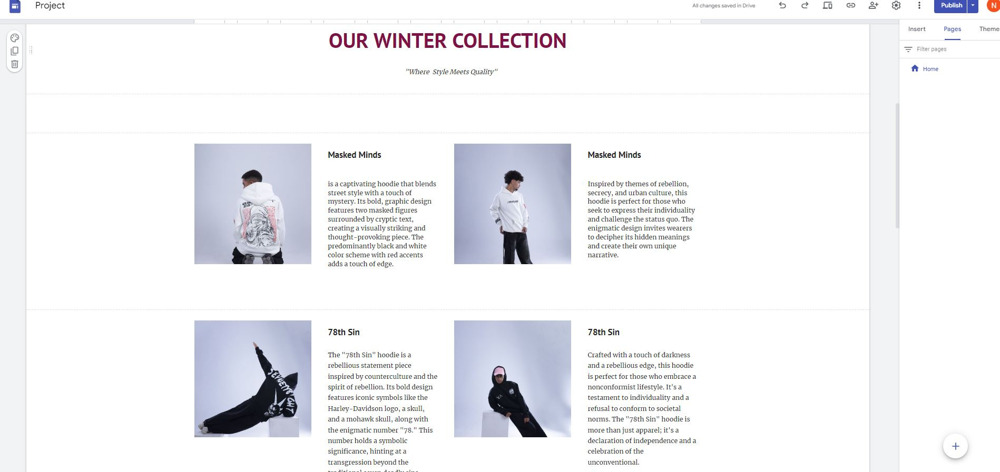 Project
All changes saved in Drive
Publish
N
Insert
Pages
Theme
Filter pages
Home
OUR WINTER COLLECTION
"Where  Style Meets Quality"
Masked Minds
is a captivating hoodie that blends
street style with a touch of
mystery. Its bold, graphic design
features two masked figures
surrounded by cryptic text,
creating a visually striking and
thought-provoking piece. The
predominantly black and white
color scheme with red accents
adds a touch of edge.
Masked Minds
Inspired by themes of rebellion,
secrecy, and urban culture, this
hoodie is perfect for those who
seek to express their individuality
and challenge the status quo. The
enigmatic design invites wearers
to decipher its hidden meanings
and create their own unique
narrative.
78th Sin
The "78th Sin" hoodie is a
rebellious statement piece
inspired by counterculture and the
spirit of rebellion. Its bold design
features iconic symbols like the
Harley-Davidson logo, a skull,
and a mohawk skull, along with
the enigmatic number "78." This
number holds a symbolic
significance, hinting at a
transgression beyond the
traditional seven deadly sins
78th Sin
Crafted with a touch of darkness
and a rebellious edge, this hoodie
is perfect for those who embrace a
nonconformist lifestyle. It's a
testament to individuality and a
refusal to conform to societal
norms. The "78th Sin" hoodie is
more than just apparel; it's a
declaration of independence and a
celebration of the
unconventional.